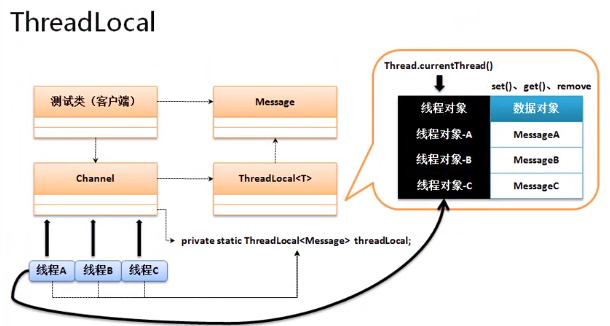 ThreadLocal
Thread.currentThread()
set()、get()、remove
线程对象
数据对象
线程对象-A
MessageA
线程对象-B
MessageB
线程对象-C
MessageC
测试类（客户端）
Message
Channel
ThreadLocal<T>
private static ThreadLocal<Message> threadLocal;
线程A
线程B
线程C